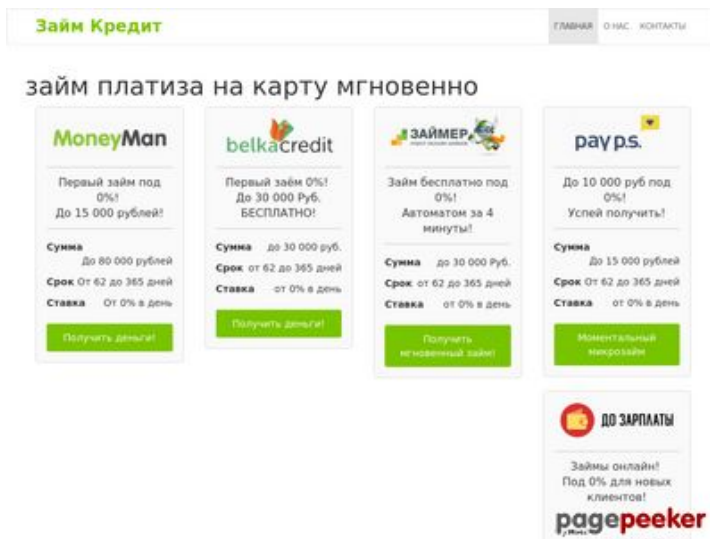 Займ Кредит
ГЛАВНАЯ О НАС. КОНТАКТЫ
займ платиза на карту мгновенно
MoneyMan
Первый займ под
0%!
До 15 000 рублей!
Сумма
До 80 000 рублей
Срок От 62 до 365 дней
Ставка От 0% в день
Получить деньги!
belkacredit
Первый заём 0%!
До 30 000 Руб.
БЕСПЛАТНО!
Сумма до 30 000 руб.
Срок от 62 до 365 дней
Ставка от 0% в день
Получить деньги!
ЗАЙМЕР
Займ бесплатно под
0%!
Автоматом за 4
минуты!
Сумма до 30 000 Руб.
Срок от 62 до 365 дней
Ставка от 0% в день
Получить
мгновенный займ!
pay p.s.
До 10 000 руб под
0%!
Успей получить!
Сумма
До 15 000 рублей
Срок От 62 до 365 дней
Ставка от 0% в день
Моментальный
микрозайм
ДО ЗАРПЛАТЫ
Займы онлайн!
Под 0% для новых
клиентов!
pagepeeker